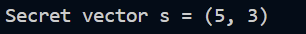 Secret vector s = (5, 3)